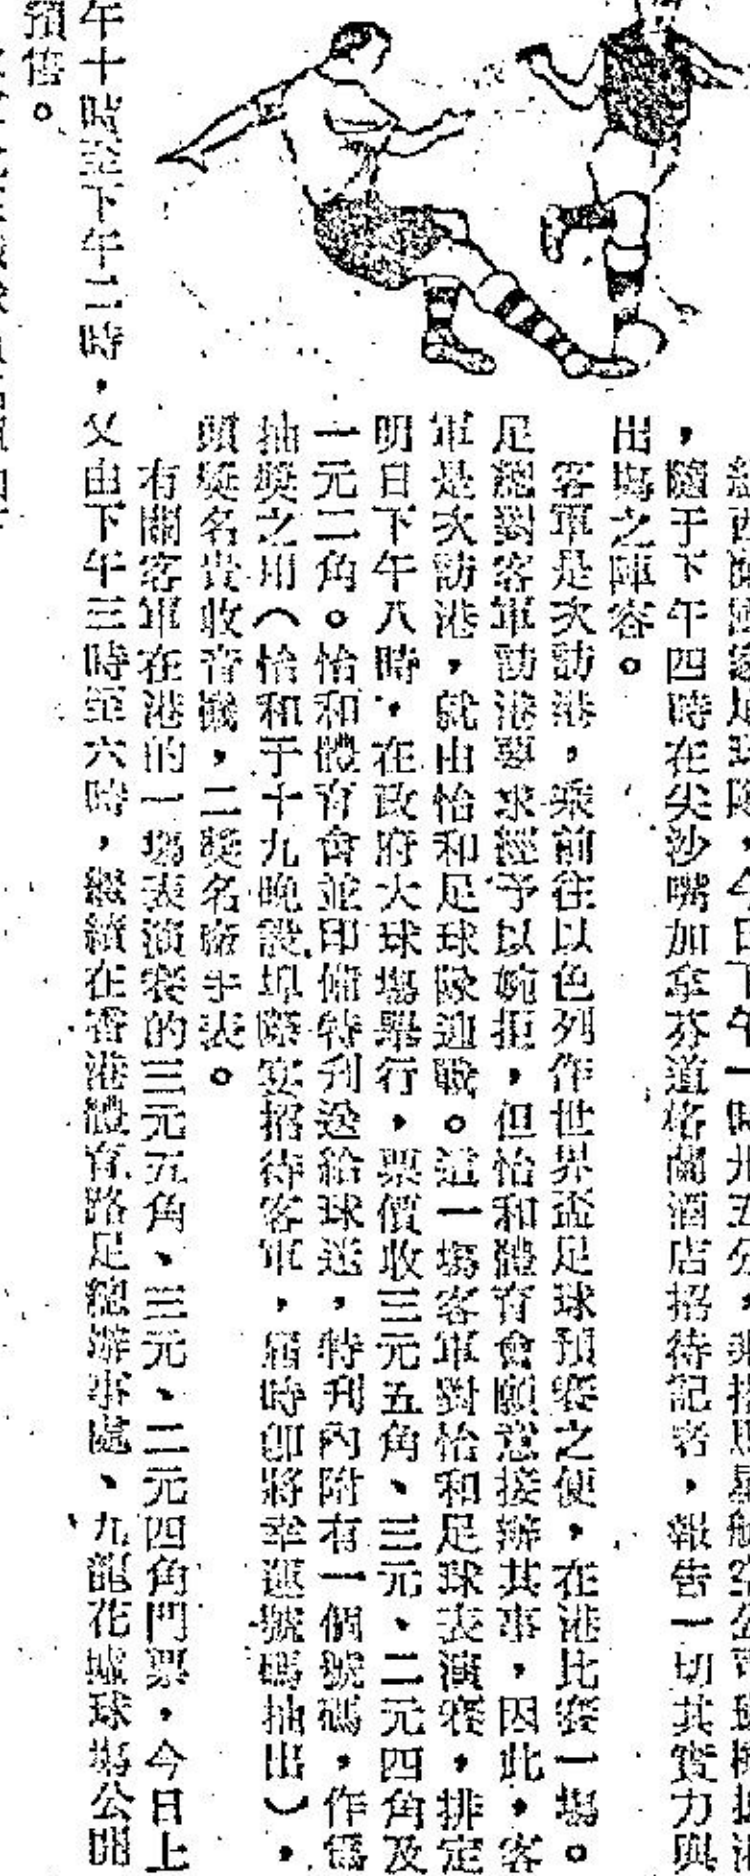 ，隨于下午四時在尖沙嘴加拿芬道格蘭酒店招待記者，報告一切其實力與
出塲之陣容。
客軍是次訪港，乘前往以色列作世界盃足球預賽之便，在港比賽一塲。
足總對客軍訪港要求經予以婉拒，但怡和體育會願意接辦其事，因此，客
軍是次訪港，就由怡和足球隊迎戰。這一塲客軍對怡和足球表演賽，排定
明日下午八時，在政府大球塲舉行，票價收三元五角、三元、二元四角及
一元二角。怡和體育會並印備特刊送給球迷，特刊內附有一個號碼，作爲
抽獎之用（怡和于十九晚設埠際宴招待客軍，屆時卽將幸運號碼抽出），
頭獎名貴收音機，二獎名廠手表。
有關客軍在港的一塲表演賽的三元五角、三元、二元四角門票，今日上
午十時至下午二時，又由下午三時至六時，繼續在香港體育路足總辦事處、九龍花墟球塲公開
預售。